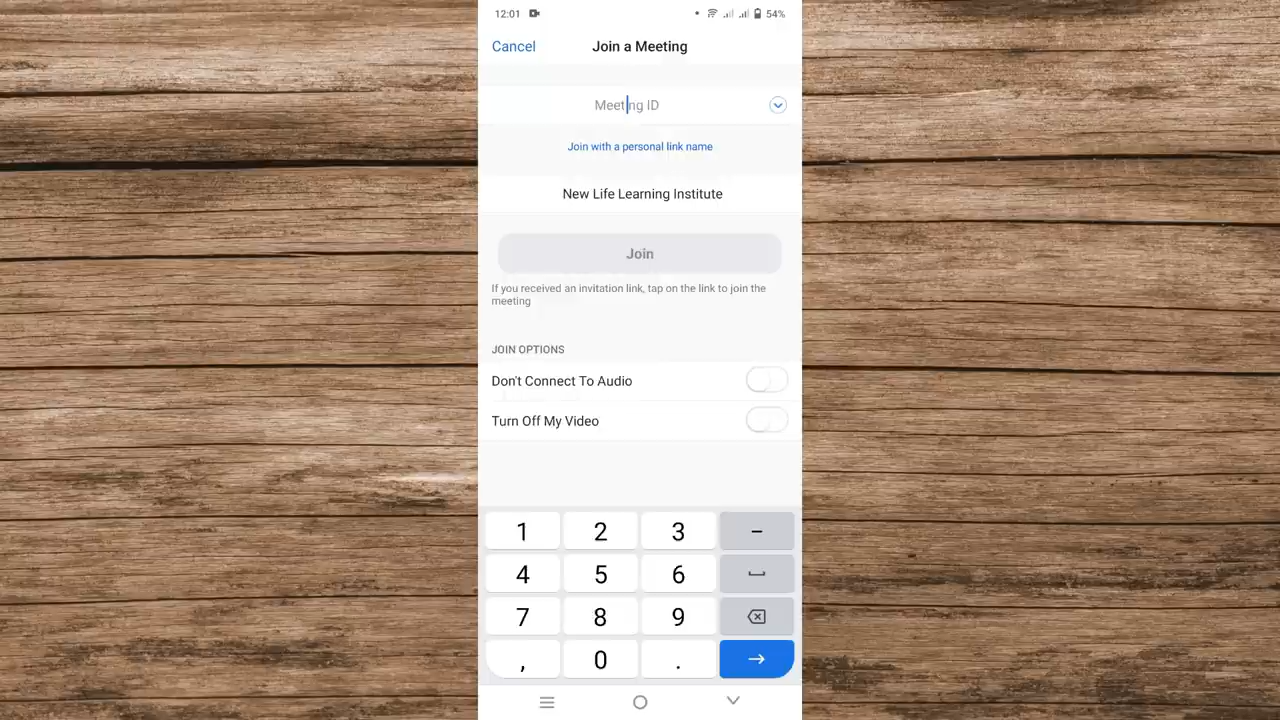 12:01 54%
Cancel Join a Meeting
Meeting ID
Join with a personal link name
New Life Learning Institute
Join
If you received an invitation link, tap on the link to join the
meeting
JOIN OPTIONS
Don't Connect To Audio
Turn Off My Video
1 2 3 –
4 5 6
7 8 9
, 0 .